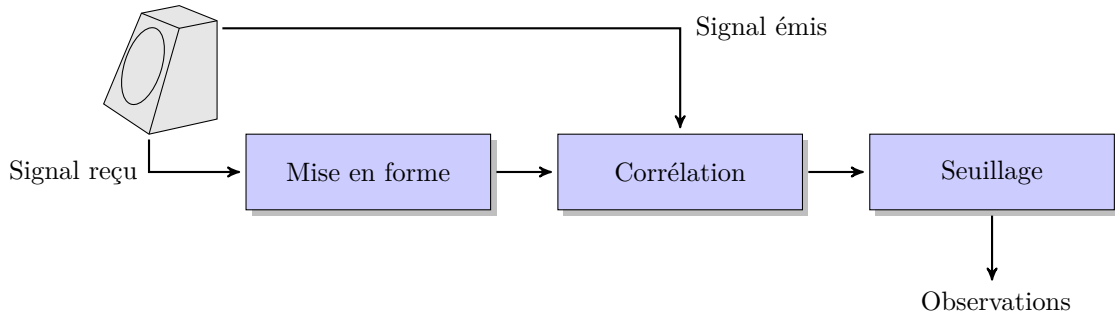 Signal émis
Signal reçu
Mise en forme
Corrélation
Seuillage
Observations